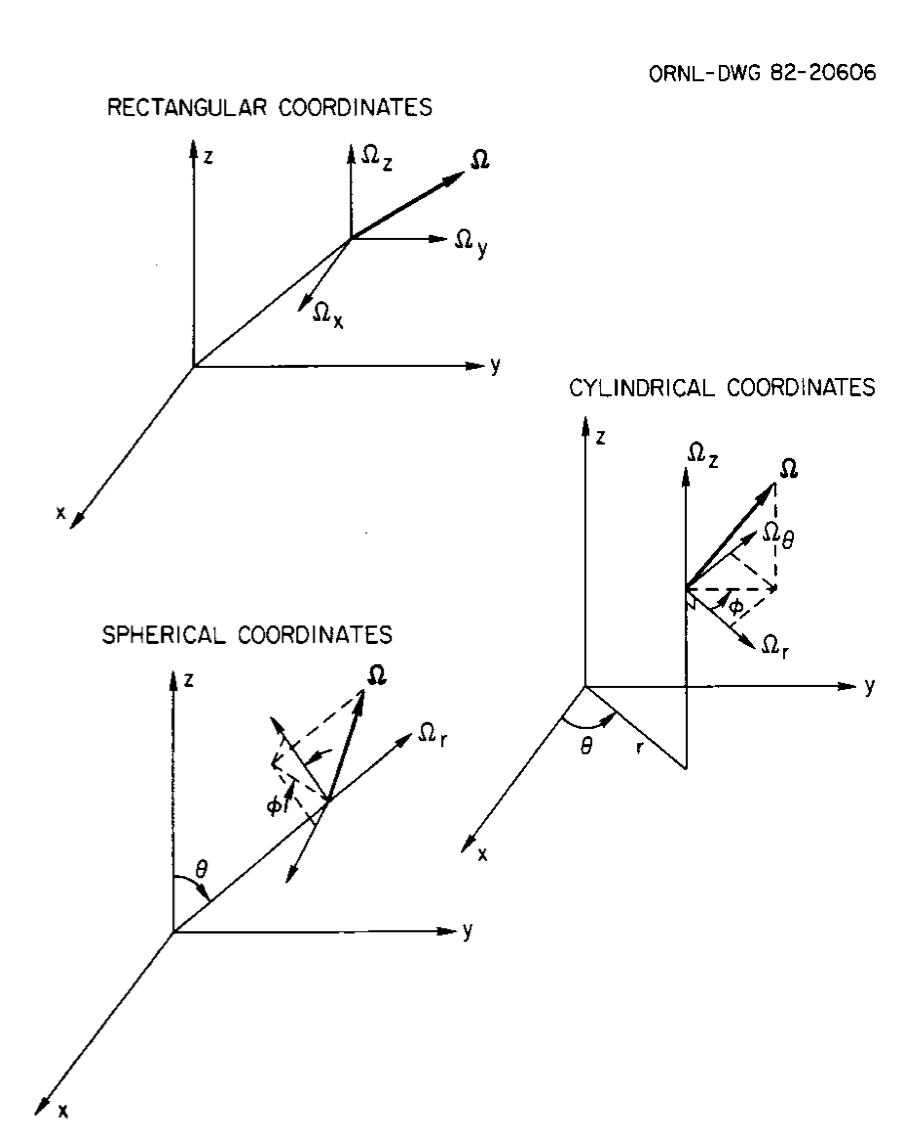 ORNL-DWG 82-20606
RECTANGULAR COORDINATES
z
Ωz
Ω
Ωy
Ωx
y
x
CYLINDRICAL COORDINATES
z
Ωz
Ω
Ωθ
ϕ
Ωr
y
θ
r
x
SPHERICAL COORDINATES
z
Ω
Ωr
ϕ
θ
y
x